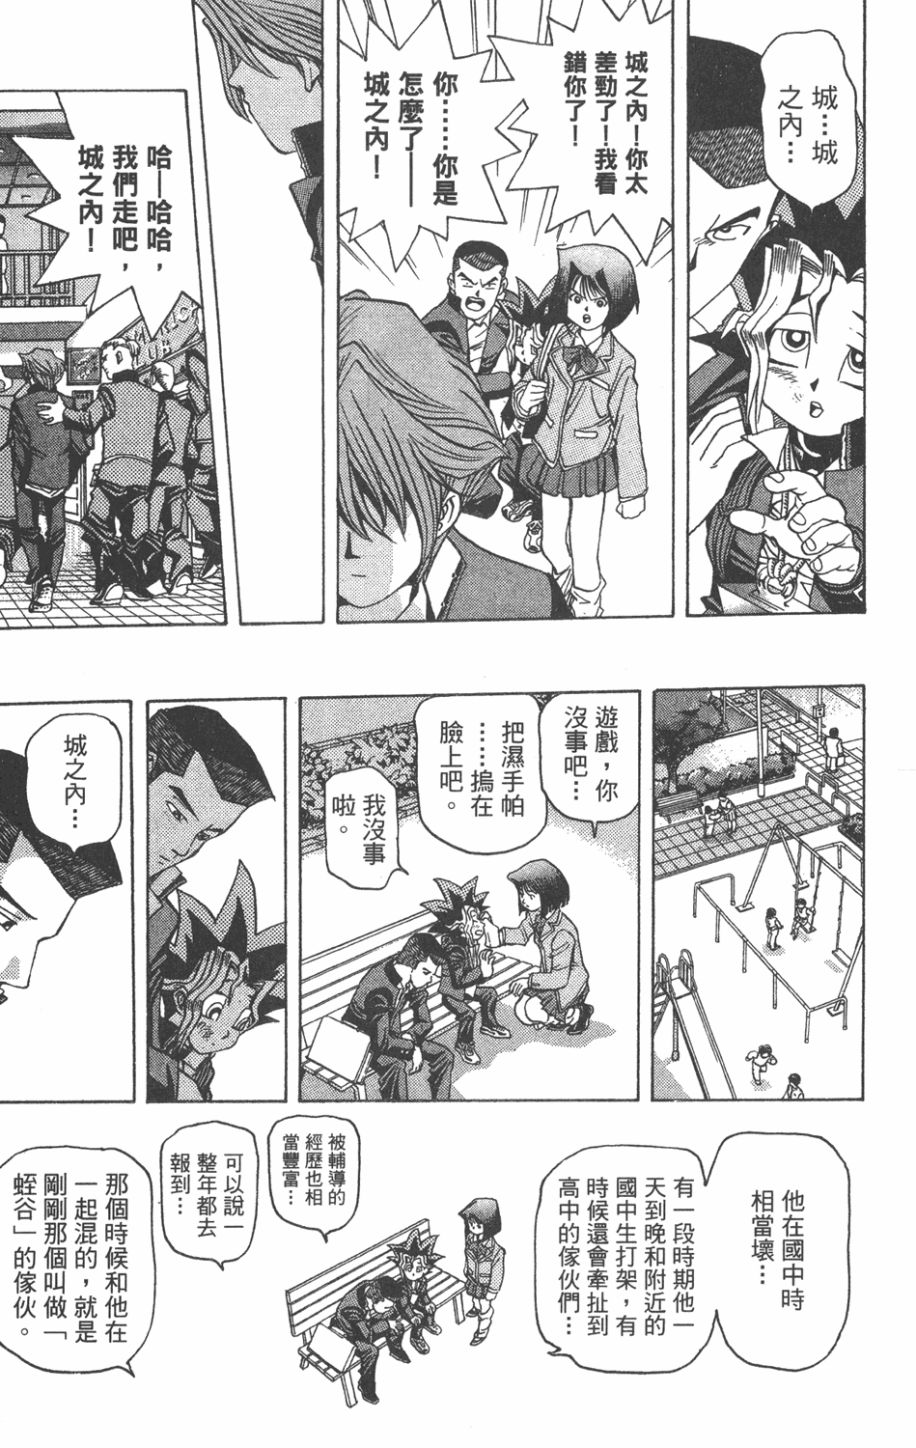 城…城
之內…
城之內！你太
差勁了！我看
錯你了！
你……你是
怎麼了——
城之內！
哈—哈哈，
我們走吧，
城之內！
遊戲，你
沒事吧…
把濕手帕
……摀在
臉上吧。
我沒事
啦。
城之內…
他在國中時
相當壞…
有一段時期他一
天到晚和附近的
國中生打架，有
時候還會牽扯到
高中的傢伙們…
被輔導的
經歷也相
當豐富…
可以說一
整年都去
報到…
那個時候和他在
一起混的，就是
剛剛那個叫做「
蛭谷」的傢伙。